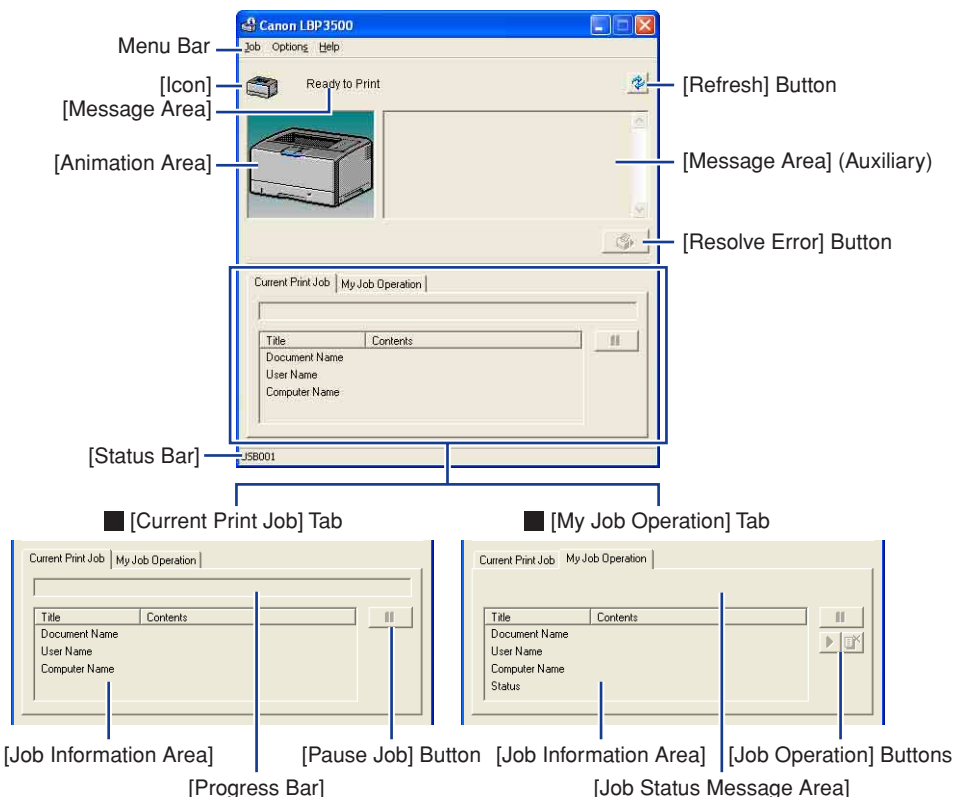 Canon LBP3500
Menu Bar
Job Options Help
[Icon]
Ready to Print
[Refresh] Button
[Message Area]
[Animation Area]
[Message Area] (Auxiliary)
[Resolve Error] Button
Current Print Job My Job Operation
Title Contents
Document Name
User Name
Computer Name
[Status Bar]
USB001
[Current Print Job] Tab
[My Job Operation] Tab
Current Print Job My Job Operation
Title Contents
Document Name
User Name
Computer Name
Current Print Job My Job Operation
Title Contents
Document Name
User Name
Computer Name
Status
[Job Information Area]
[Pause Job] Button
[Job Information Area]
[Job Operation] Buttons
[Progress Bar]
[Job Status Message Area]